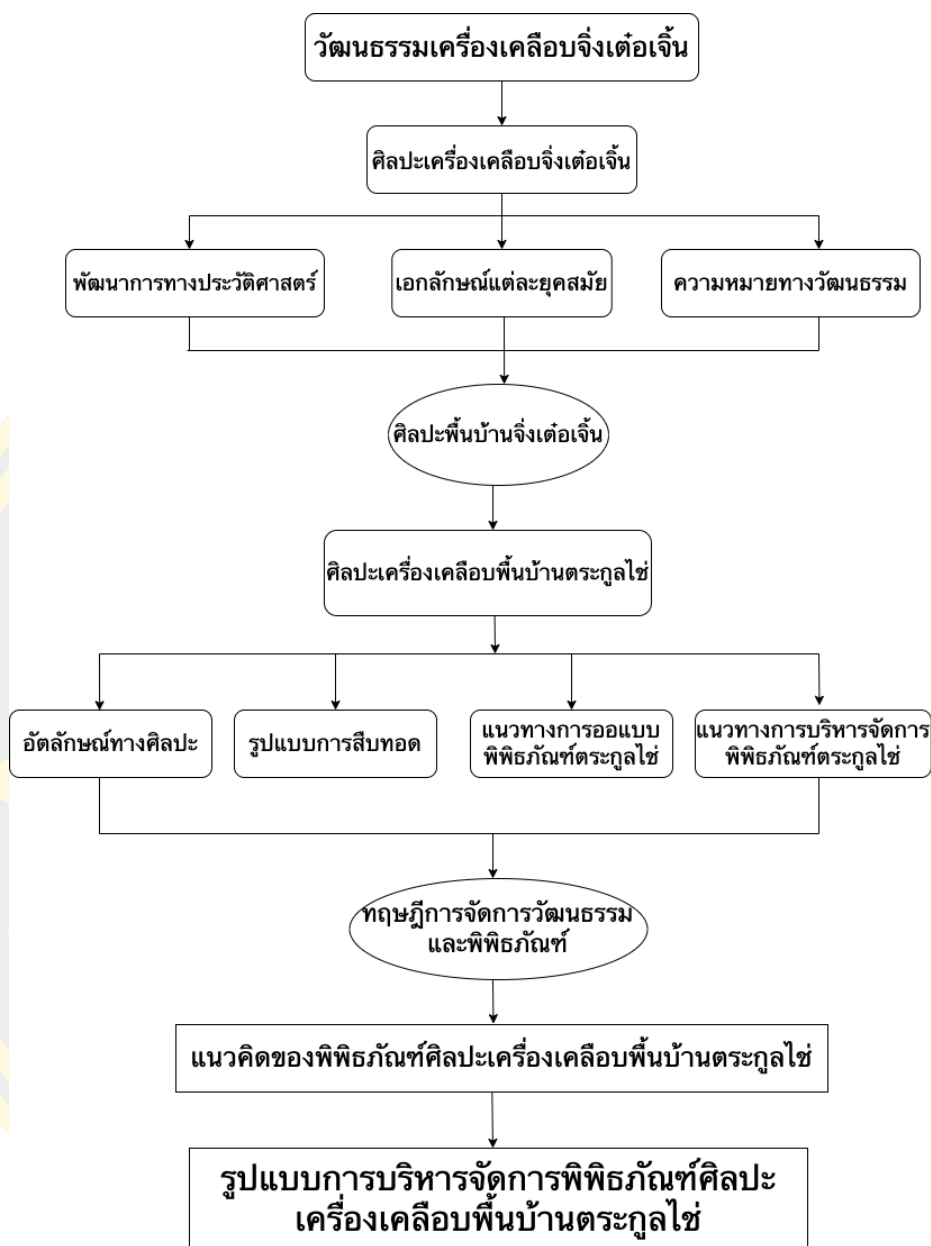 วัฒนธรรมเครื่องเคลือบจิ่งเต๋อเจิ้น
ศิลปะเครื่องเคลือบจิ่งเต๋อเจิ้น
พัฒนาการทางประวัติศาสตร์
เอกลักษณ์แต่ละยุคสมัย
ความหมายทางวัฒนธรรม
ศิลปะพื้นบ้านจิ่งเต๋อเจิ้น
ศิลปะเครื่องเคลือบพื้นบ้านตระกูลไช่
อัตลักษณ์ทางศิลปะ
รูปแบบการสืบทอด
แนวทางการออแบบ
พิพิธภัณฑ์ตระกูลไช่
แนวทางการบริหารจัดการ
พิพิธภัณฑ์ตระกูลไช่
ทฤษฎีการจัดการวัฒนธรรม
และพิพิธภัณฑ์
แนวคิดของพิพิธภัณฑ์ศิลปะเครื่องเคลือบพื้นบ้านตระกูลไช่
รูปแบบการบริหารจัดการพิพิธภัณฑ์ศิลปะ
เครื่องเคลือบพื้นบ้านตระกูลไช่